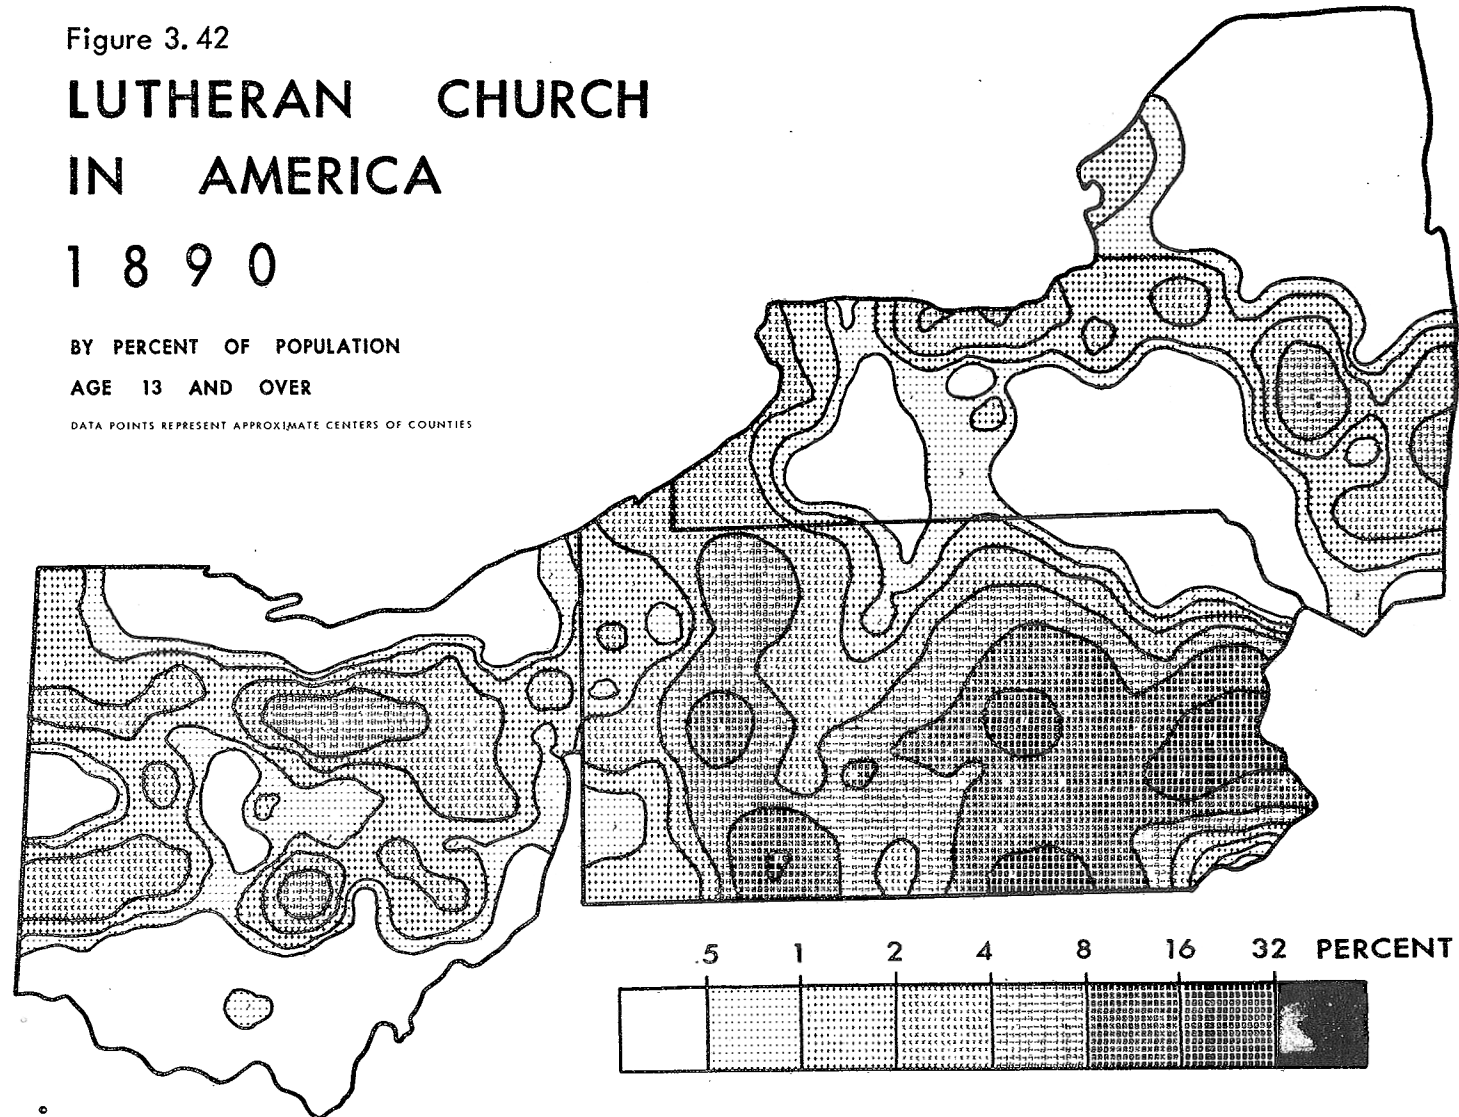 Figure 3.42
LUTHERAN CHURCH
IN AMERICA
1890
BY PERCENT OF POPULATION
AGE 13 AND OVER
DATA POINTS REPRESENT APPROXIMATE CENTERS OF COUNTIES
.5 1 2 4 8 16 32 PERCENT